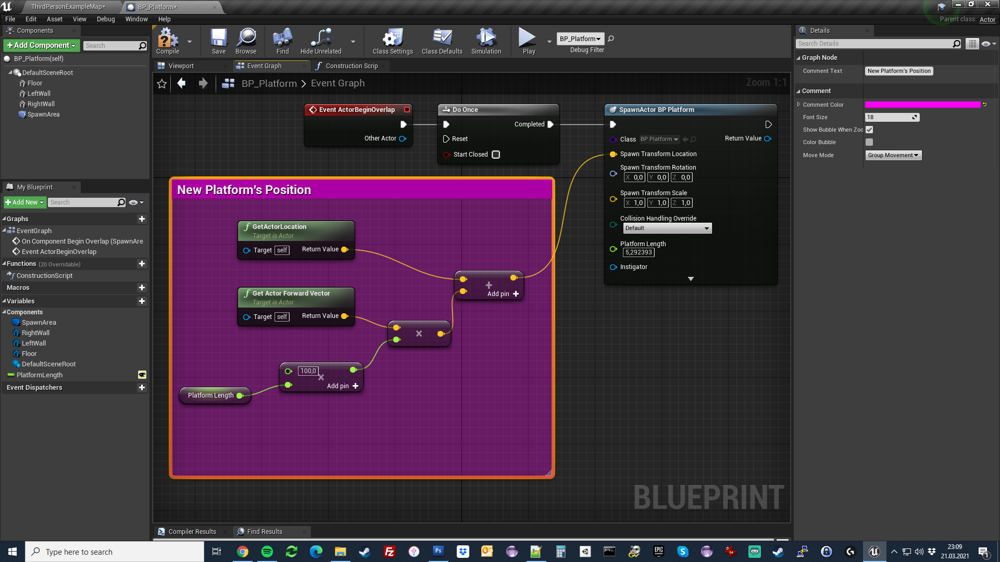 ThirdPersonExampleMap*
BP_Platform*
File Edit Asset View Debug Window Help
Parent class: Actor
Components
Add Component
Search
BP_Platform(self)
DefaultSceneRoot
Floor
LeftWall
RightWall
SpawnArea
My Blueprint
Add New
Search
Graphs
EventGraph
On Component Begin Overlap (SpawnAre
Event ActorBeginOverlap
Functions (20 Overridable)
ConstructionScript
Macros
Variables
Components
SpawnArea
RightWall
LeftWall
Floor
DefaultSceneRoot
PlatformLength
Event Dispatchers
Compile
Save
Browse
Find
Hide Unrelated
Class Settings
Class Defaults
Simulation
Play
BP_Platform
Debug Filter
Viewport
Event Graph
Construction Scrip
BP_Platform > Event Graph
Zoom 1:1
Event ActorBeginOverlap
Other Actor
Do Once
Completed
Reset
Start Closed
SpawnActor BP Platform
Class BP Platform
Return Value
Spawn Transform Location
Spawn Transform Rotation
X 0,0 Y 0,0 Z 0,0
Spawn Transform Scale
X 1,0 Y 1,0 Z 1,0
Collision Handling Override
Default
Platform Length
5,292393
Instigator
New Platform's Position
GetActorLocation
Target is Actor
Target self Return Value
Get Actor Forward Vector
Target is Actor
Target self Return Value
+
Add pin +
×
100,0
×
Add pin +
Platform Length
BLUEPRINT
Compiler Results
Find Results
Details
Search Details
Graph Node
Comment Text New Platform's Position
Comment
Comment Color
Font Size 18
Show Bubble When Zoo
Color Bubble
Move Mode Group Movement
Type here to search
Ps
Fz
EPIC GAMES
64
23:09
21.03.2021
1